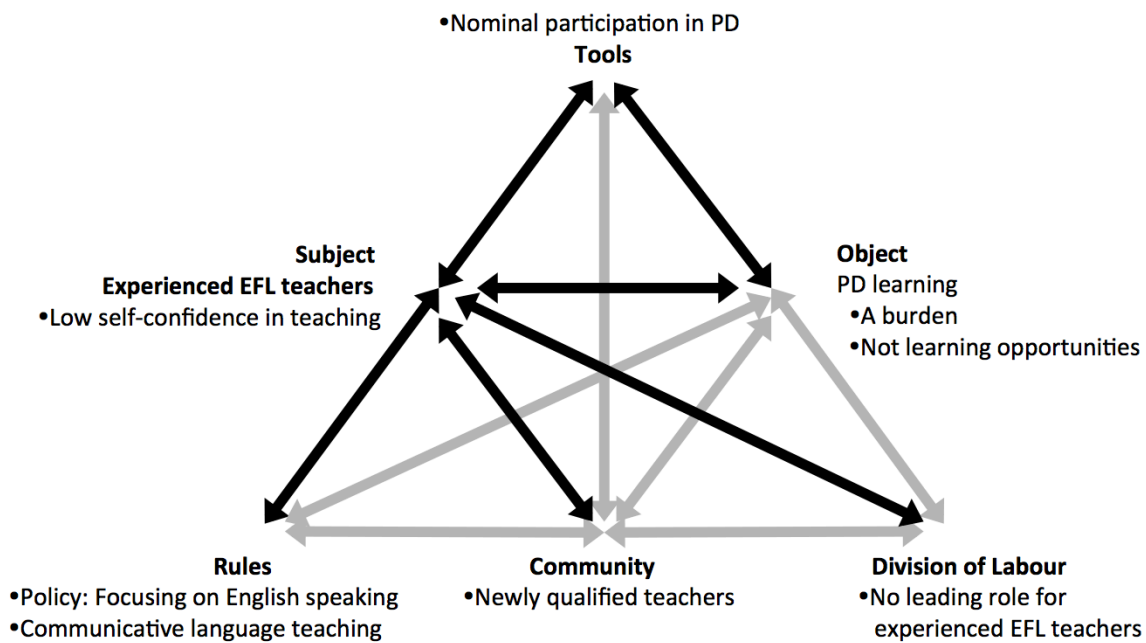 •Nominal participation in PD
Tools
Subject
Experienced EFL teachers
•Low self-confidence in teaching
Object
PD learning
•A burden
•Not learning opportunities
Rules
•Policy: Focusing on English speaking
•Communicative language teaching
Community
•Newly qualified teachers
Division of Labour
•No leading role for
experienced EFL teachers